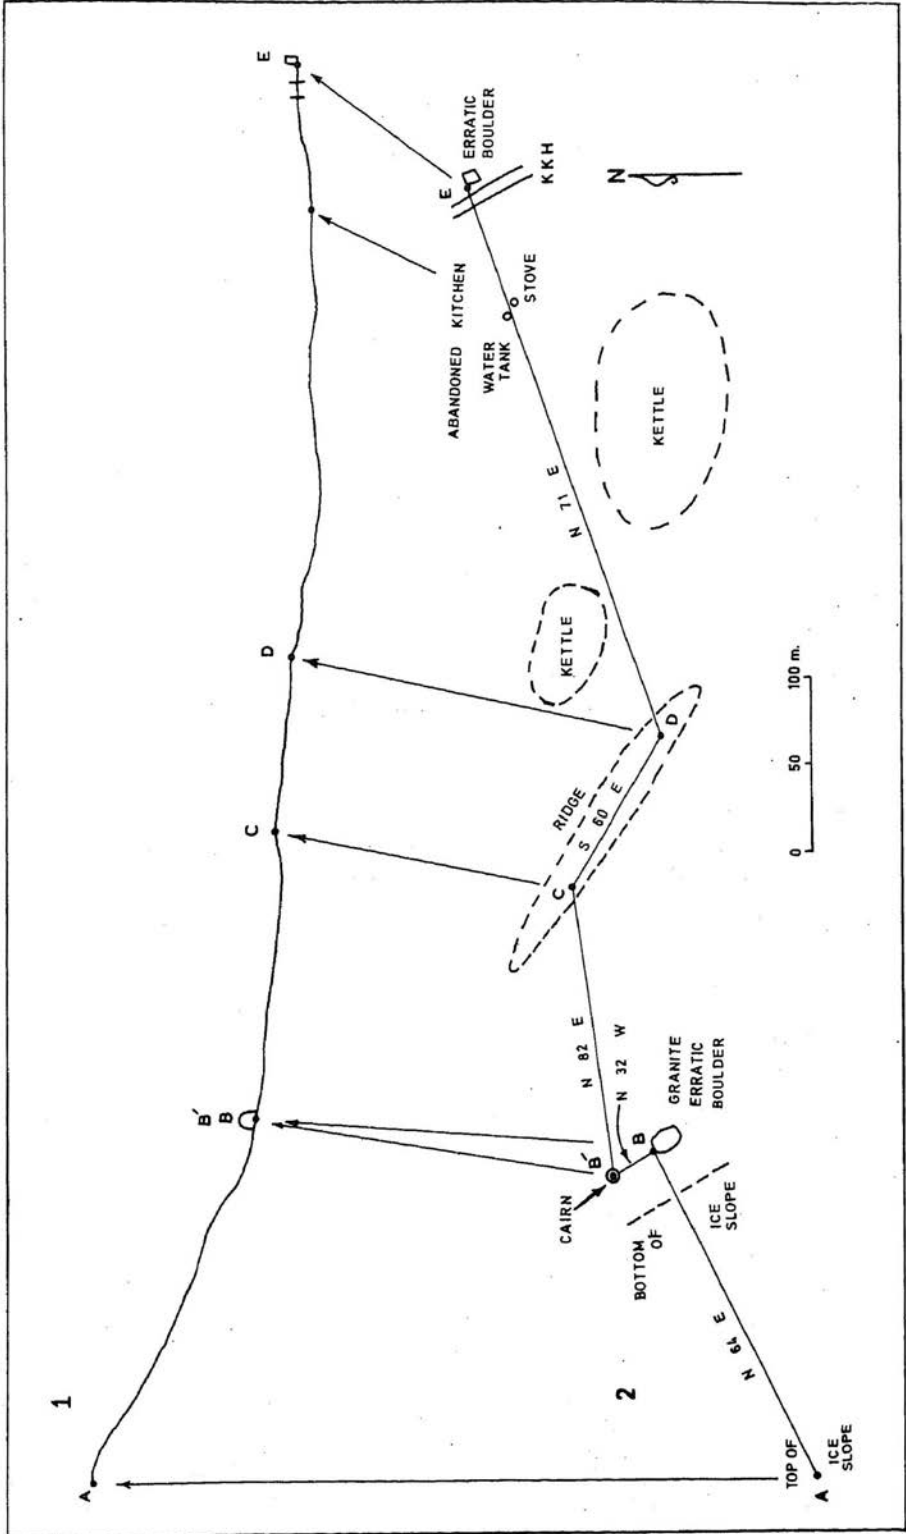 1
A
B' B
C
D
E
2
TOP OF
ICE
SLOPE
A
N 64 E
BOTTOM
OF
ICE
SLOPE
CAIRN
B'
B
N 32 W
GRANITE
ERRATIC
BOULDER
N 82 E
C
RIDGE
S 60 E
D
KETTLE
N 71 E
KETTLE
ABANDONED KITCHEN
WATER
TANK
STOVE
E
ERRATIC
BOULDER
KKH
N
0 50 100 m.